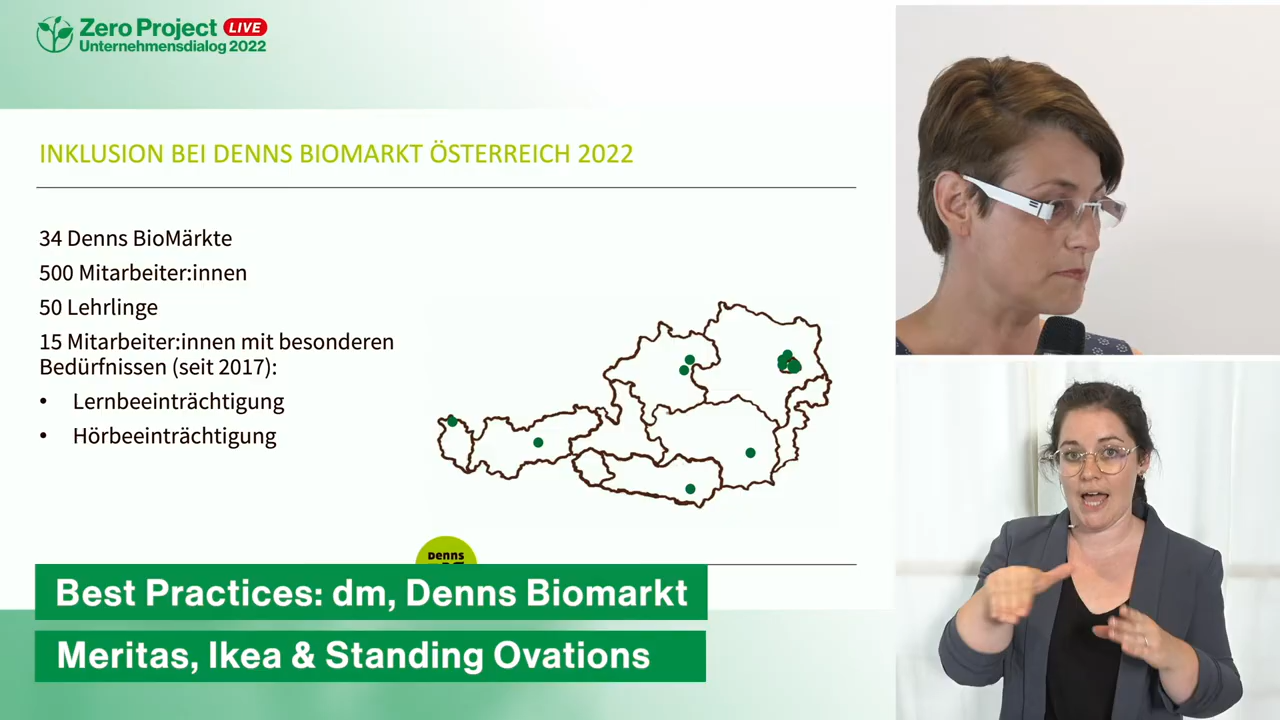 Zero Project LIVE
Unternehmensdialog 2022
INKLUSION BEI DENNS BIOMARKT ÖSTERREICH 2022
34 Denns BioMärkte
500 Mitarbeiter:innen
50 Lehrlinge
15 Mitarbeiter:innen mit besonderen
Bedürfnissen (seit 2017):
• Lernbeeinträchtigung
• Hörbeeinträchtigung
Denns
Best Practices: dm, Denns Biomarkt
Meritas, Ikea & Standing Ovations